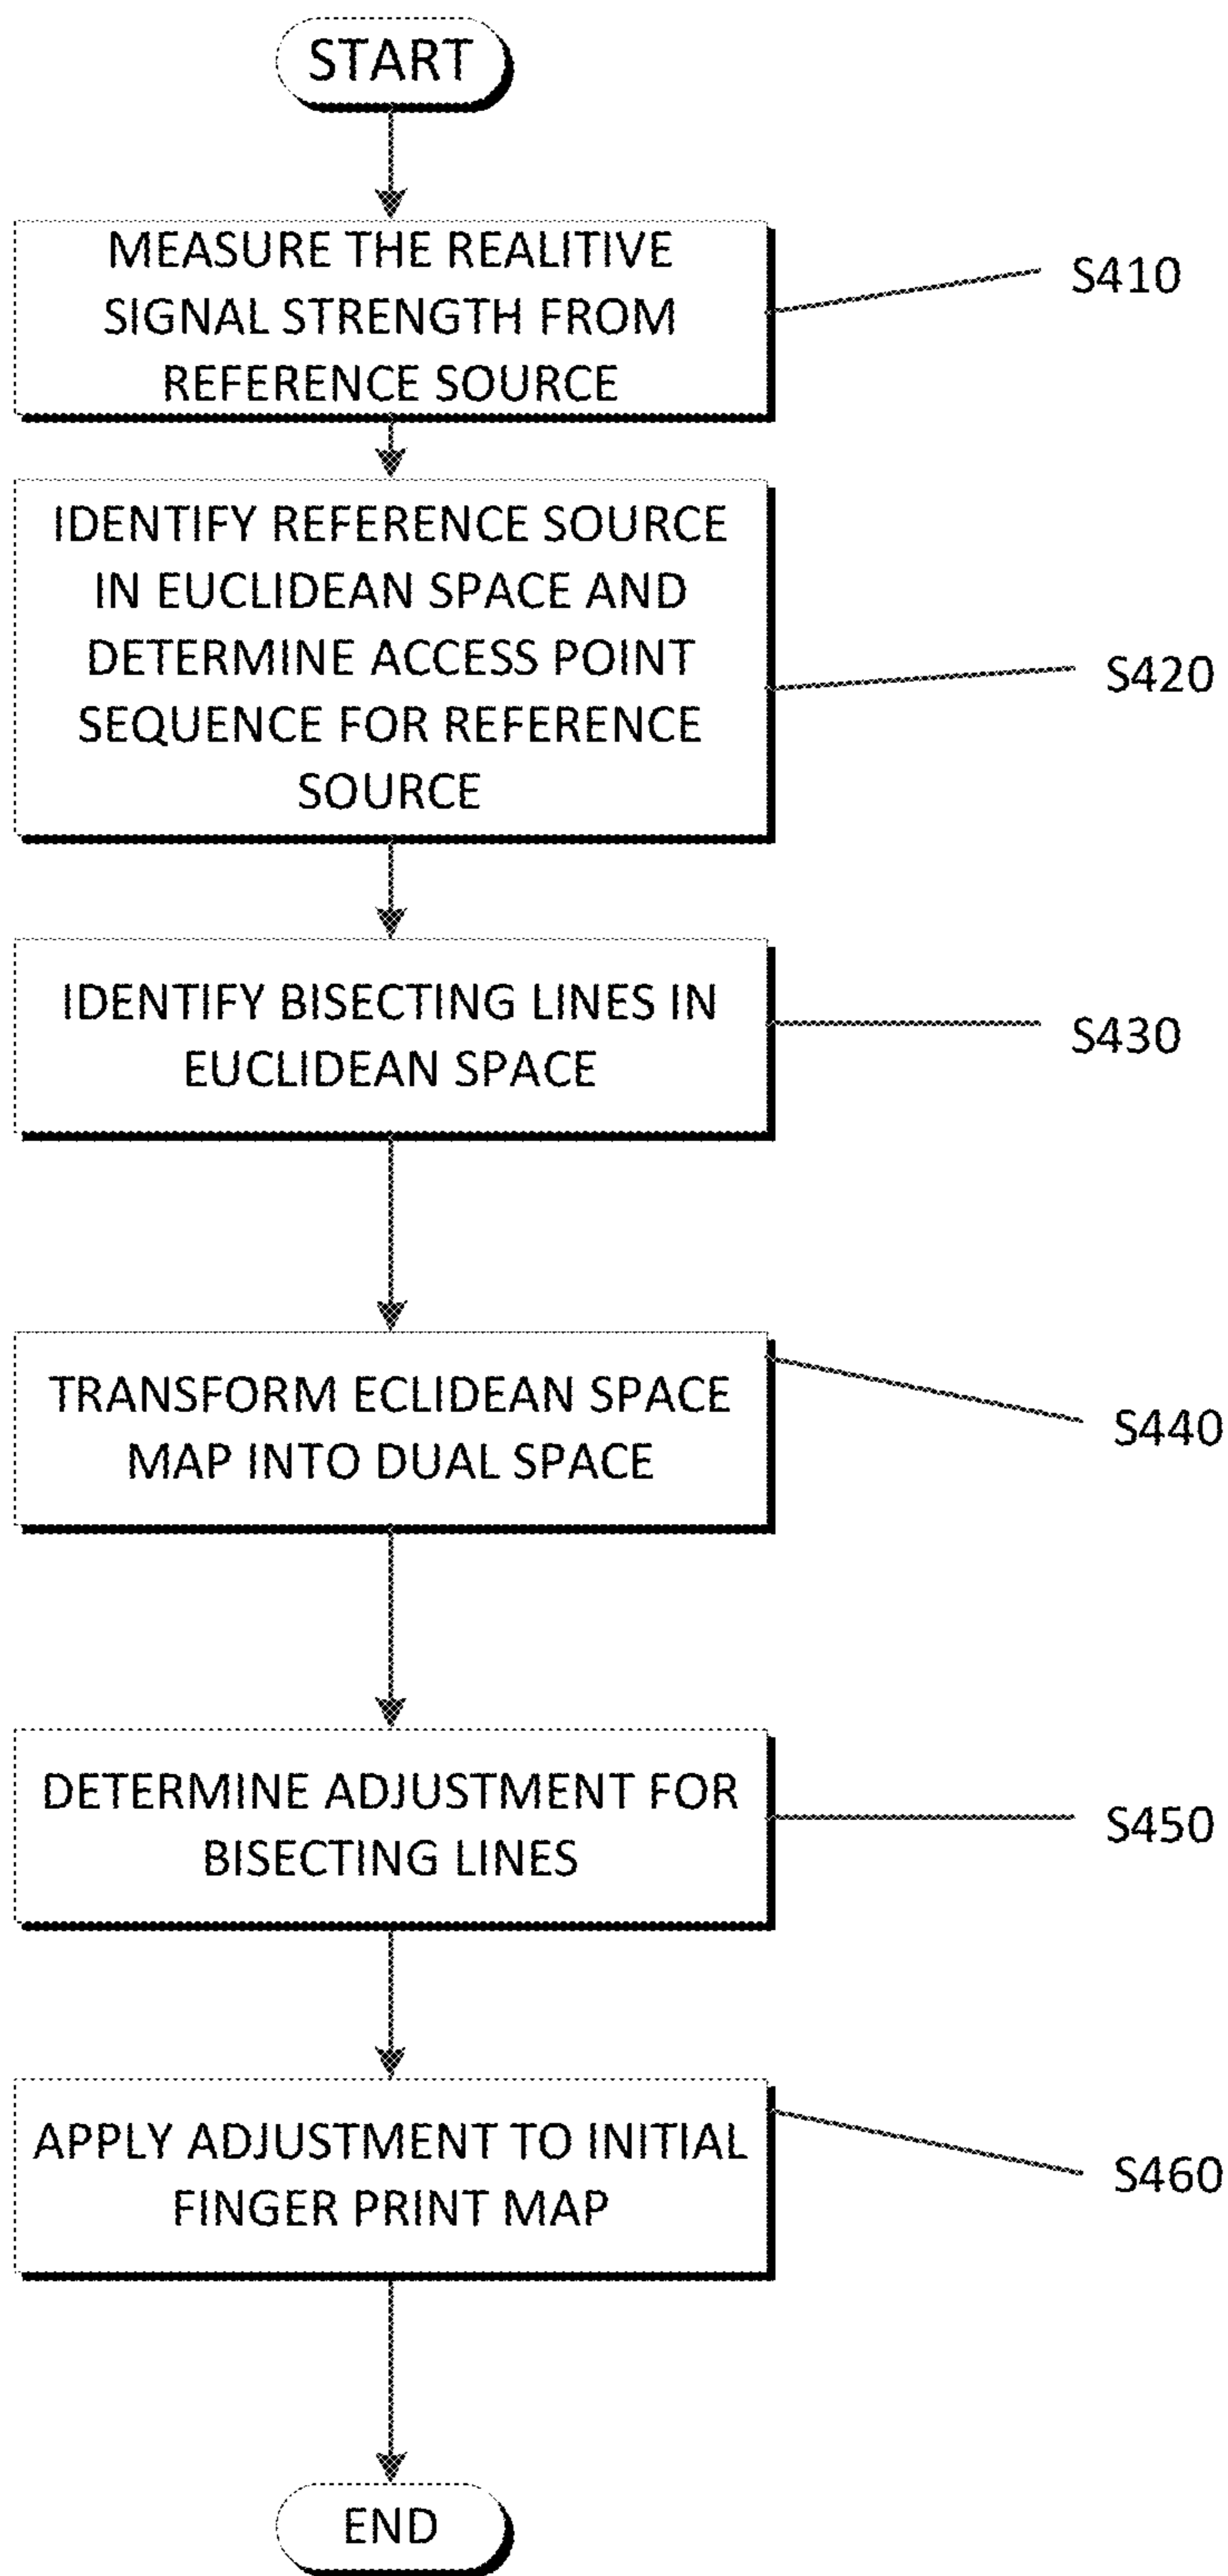 START
MEASURE THE REALITIVE
SIGNAL STRENGTH FROM
REFERENCE SOURCE
S410
IDENTIFY REFERENCE SOURCE
IN EUCLIDEAN SPACE AND
DETERMINE ACCESS POINT
SEQUENCE FOR REFERENCE
SOURCE
S420
IDENTIFY BISECTING LINES IN
EUCLIDEAN SPACE
S430
TRANSFORM ECLIDEAN SPACE
MAP INTO DUAL SPACE
S440
DETERMINE ADJUSTMENT FOR
BISECTING LINES
S450
APPLY ADJUSTMENT TO INITIAL
FINGER PRINT MAP
S460
END